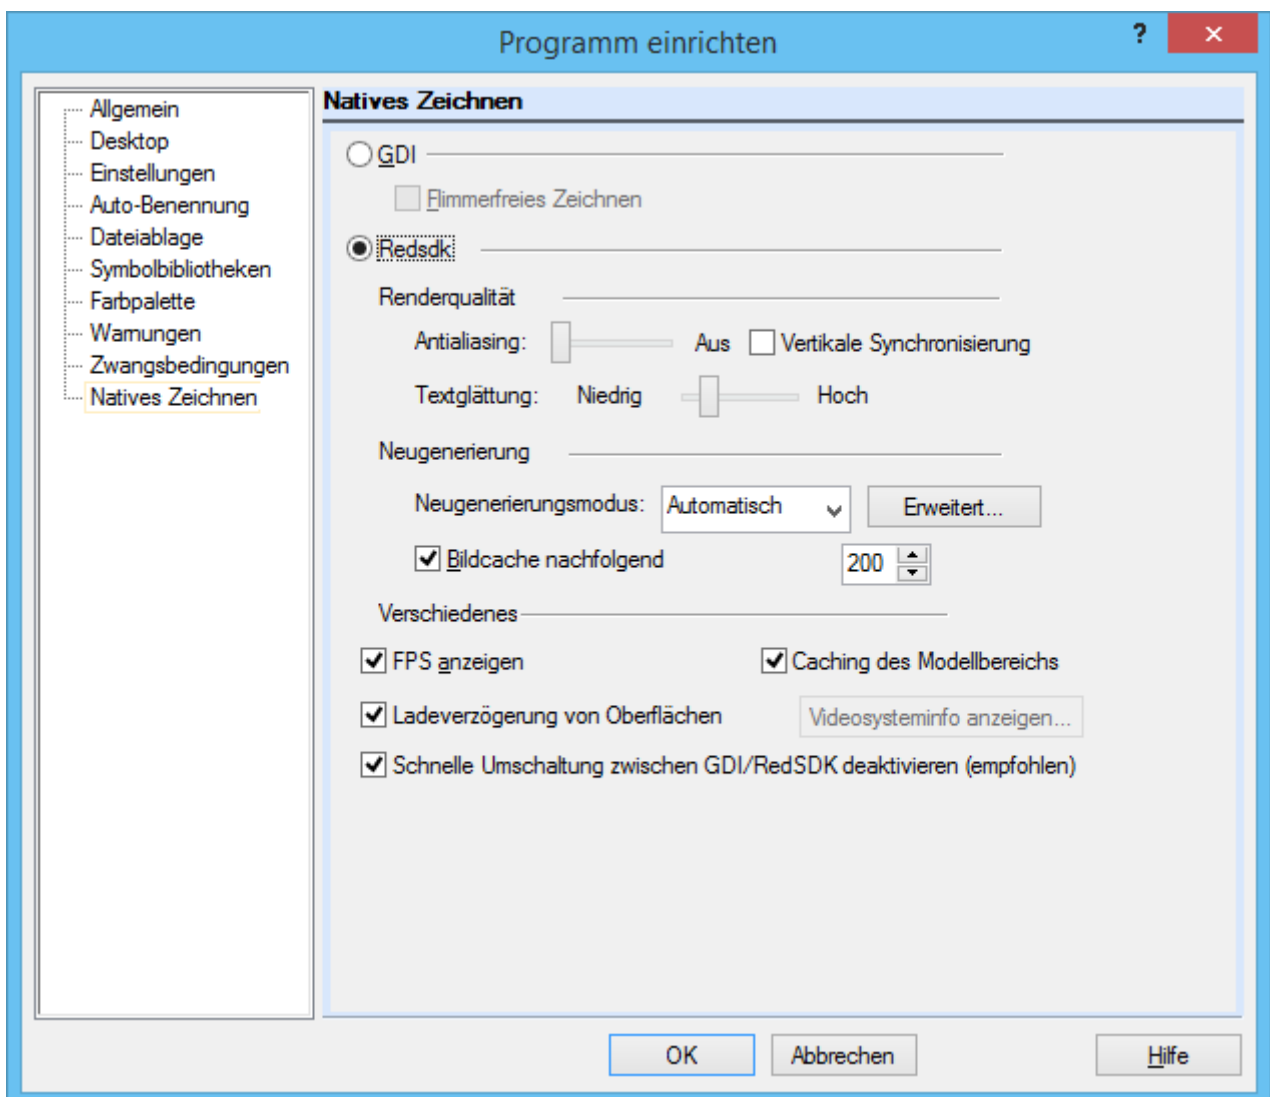 Programm einrichten
?
Allgemein
Desktop
Einstellungen
Auto-Benennung
Dateiablage
Symbolbibliotheken
Farbpalette
Warnungen
Zwangsbedingungen
Natives Zeichnen
Natives Zeichnen
GDI
Flimmerfreies Zeichnen
Redsdk
Renderqualität
Antialiasing: Aus Vertikale Synchronisierung
Textglättung: Niedrig Hoch
Neugenerierung
Neugenerierungsmodus: Automatisch Erweitert...
Bildcache nachfolgend 200
Verschiedenes
FPS anzeigen Caching des Modellbereichs
Ladeverzögerung von Oberflächen Videosysteminfo anzeigen...
Schnelle Umschaltung zwischen GDI/RedSDK deaktivieren (empfohlen)
OK Abbrechen Hilfe